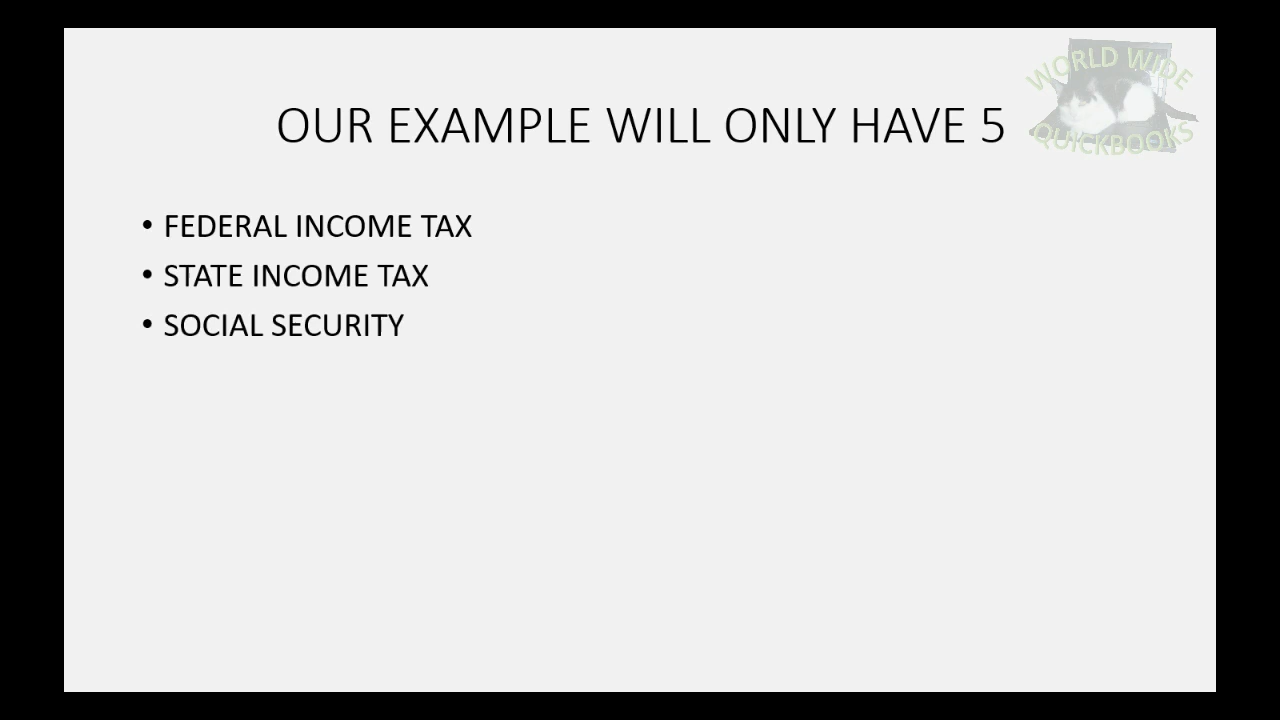 WORLD WIDE
QUICKBOOKS
OUR EXAMPLE WILL ONLY HAVE 5
• FEDERAL INCOME TAX
• STATE INCOME TAX
• SOCIAL SECURITY